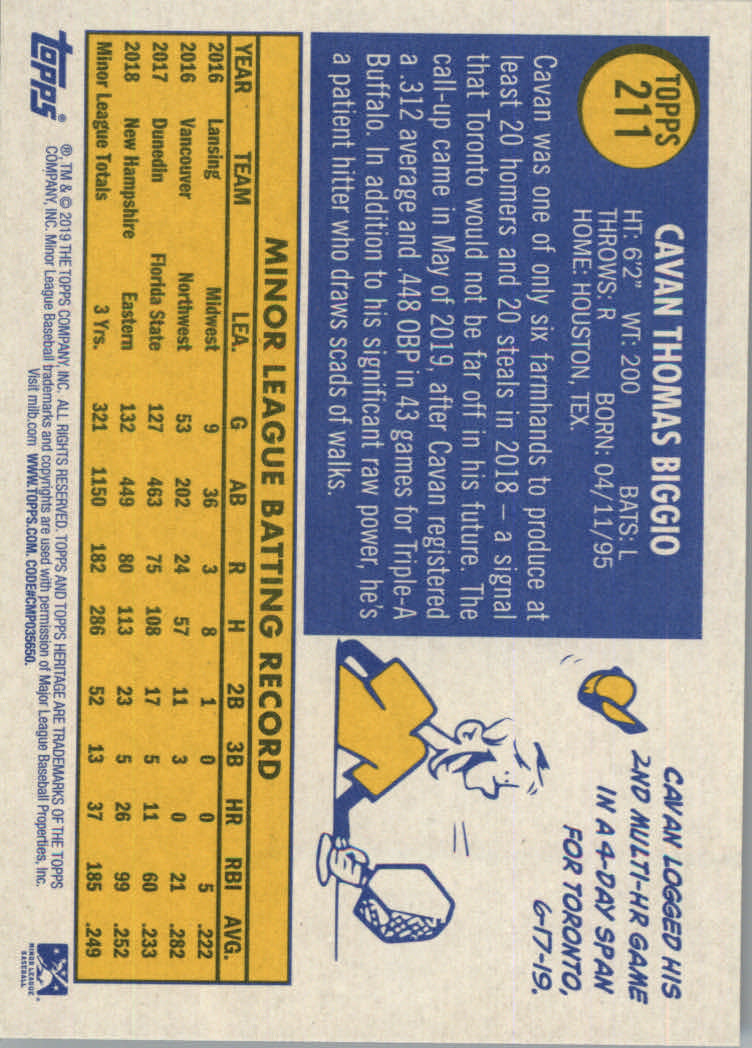 TOPPS
211
CAVAN THOMAS BIGGIO
HT: 6'2" WT: 200 BATS: L
THROWS: R BORN: 04/11/95
HOME: HOUSTON, TEX.
Cavan was one of only six farmhands to produce at
least 20 homers and 20 steals in 2018 – a signal
that Toronto would not be far off in his future. The
call-up came in May of 2019, after Cavan registered
a .312 average and .448 OBP in 43 games for Triple-A
Buffalo. In addition to his significant raw power, he's
a patient hitter who draws scads of walks.
CAVAN LOGGED HIS
2ND MULTI-HR GAME
IN A 4-DAY SPAN
FOR TORONTO,
6-17-19.
MINOR LEAGUE BATTING RECORD
YEAR TEAM LEA. G AB R H 2B 3B HR RBI AVG.
2016 Lansing Midwest 9 36 3 8 1 0 0 5 .222
2016 Vancouver Northwest 53 202 24 57 11 3 0 21 .282
2017 Dunedin Florida State 127 463 75 108 17 5 11 60 .233
2018 New Hampshire Eastern 132 449 80 113 23 5 26 99 .252
Minor League Totals 3 Yrs. 321 1150 182 286 52 13 37 185 .249
topps®
®, TM & © 2019 THE TOPPS COMPANY, INC. ALL RIGHTS RESERVED. TOPPS AND TOPPS HERITAGE ARE TRADEMARKS OF THE TOPPS
COMPANY, INC. Minor League Baseball trademarks and copyrights are used with permission of Major League Baseball Properties, Inc.
Visit milb.com WWW.TOPPS.COM. CODE#CMP035650.
MINOR LEAGUE
BASEBALL